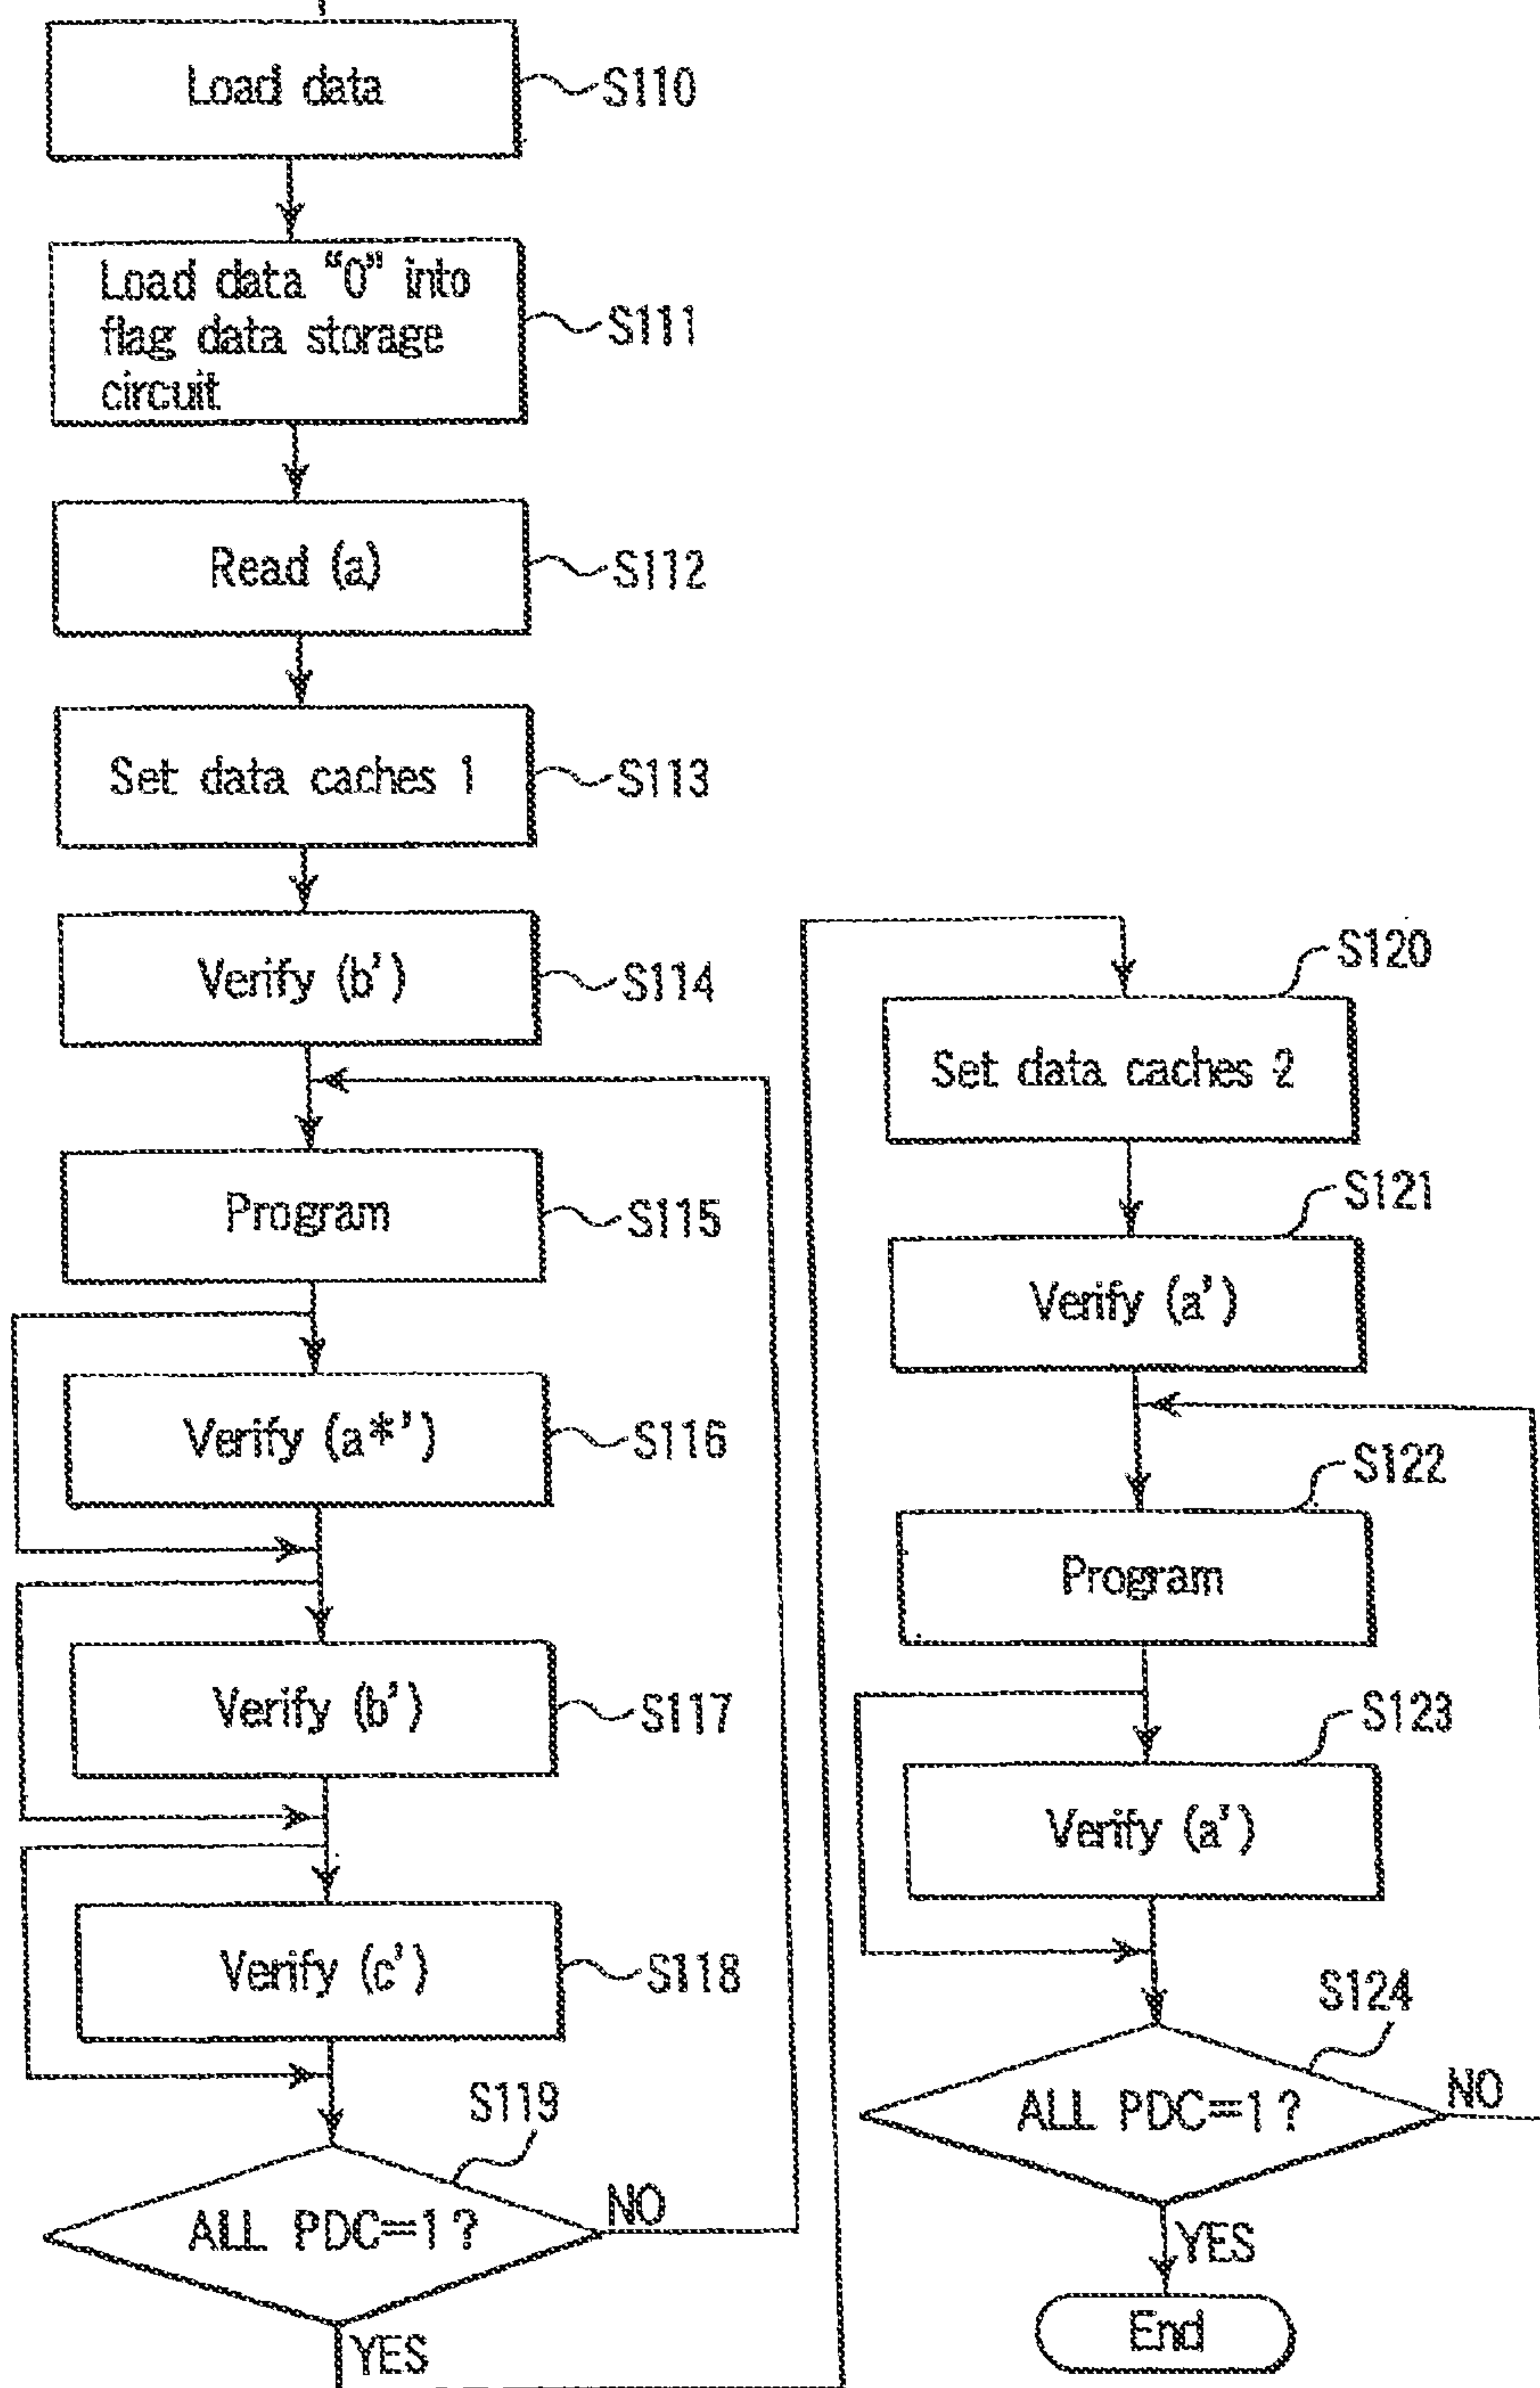 Load data
S110
Load data "0" into
flag data storage
circuit
S111
Read (a)
S112
Set data caches 1
S113
Verify (b')
S114
Program
S115
Verify (a*')
S116
Verify (b')
S117
Verify (c')
S118
S119
ALL PDC=1?
NO
YES
S120
Set data caches 2
S121
Verify (a')
S122
Program
S123
Verify (a')
S124
ALL PDC=1?
NO
YES
End